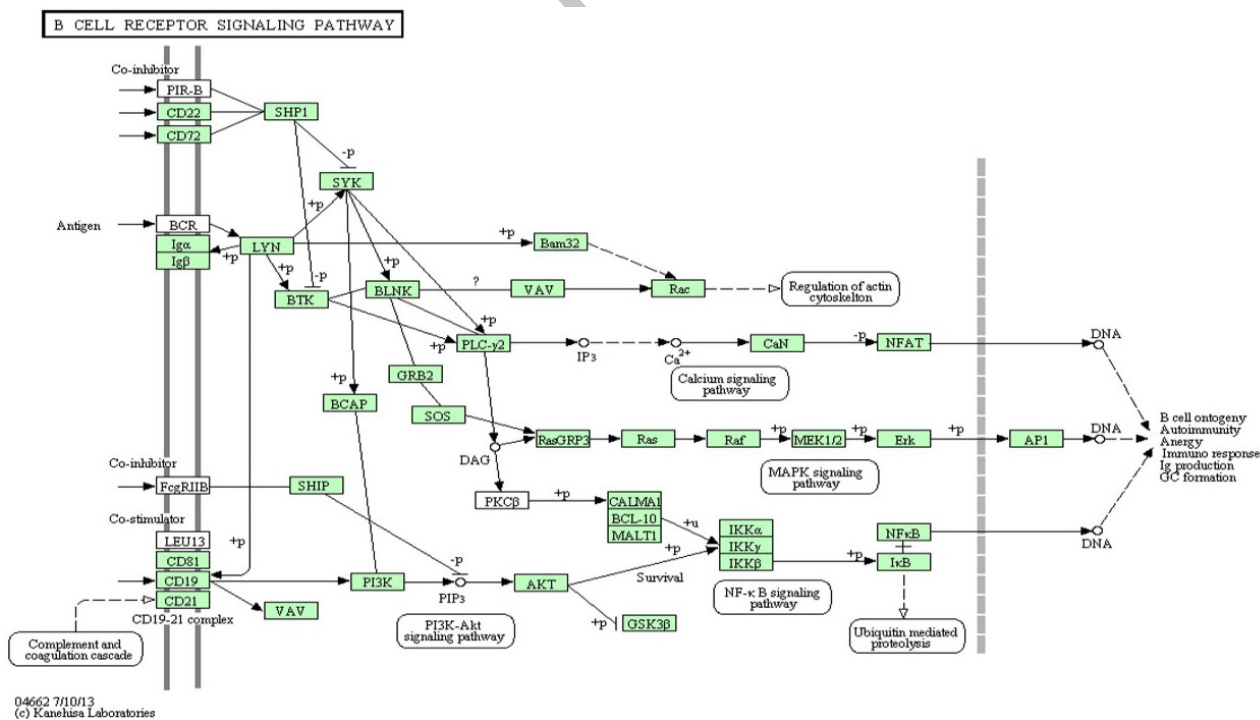 B CELL RECEPTOR SIGNALING PATHWAY
Co-inhibitor
PIR-B
CD22
CD72
SHP1
-p
SYK
+p
Antigen
BCR
Igα
Igβ
+p
LYN
+p
-p
+p
Bam32
+p
BTK
BLNK
?
VAV
Rac
Regulation of actin
cytoskelton
+p
+p
PLC-γ2
IP3
Ca2+
CaN
-p
NFAT
DNA
Calcium signaling
pathway
GRB2
+p
BCAP
SOS
RasGRP3
Ras
Raf
+p
MEK1/2
+p
Erk
+p
AP1
DNA
B cell ontogeny
Autoimmunity
Anergy
Immuno response
Ig production
GC formation
DAG
MAPK signaling
pathway
Co-inhibitor
FcgRIIB
SHIP
PKCβ
+p
CALMA1
BCL-10
MALT1
+u
+p
IKKα
IKKγ
IKKβ
+p
NFκB
IκB
DNA
Co-stimulator
LEU13
CD81
CD19
CD21
+p
CD19-21 complex
VAV
PI3K
-p
PIP3
AKT
Survival
+p
GSK3β
NF-κ B signaling
pathway
PI3K-Akt
signaling pathway
Ubiquitin mediated
proteolysis
Complement and
coagulation cascade
04662 7/10/13
(c) Kanehisa Laboratories